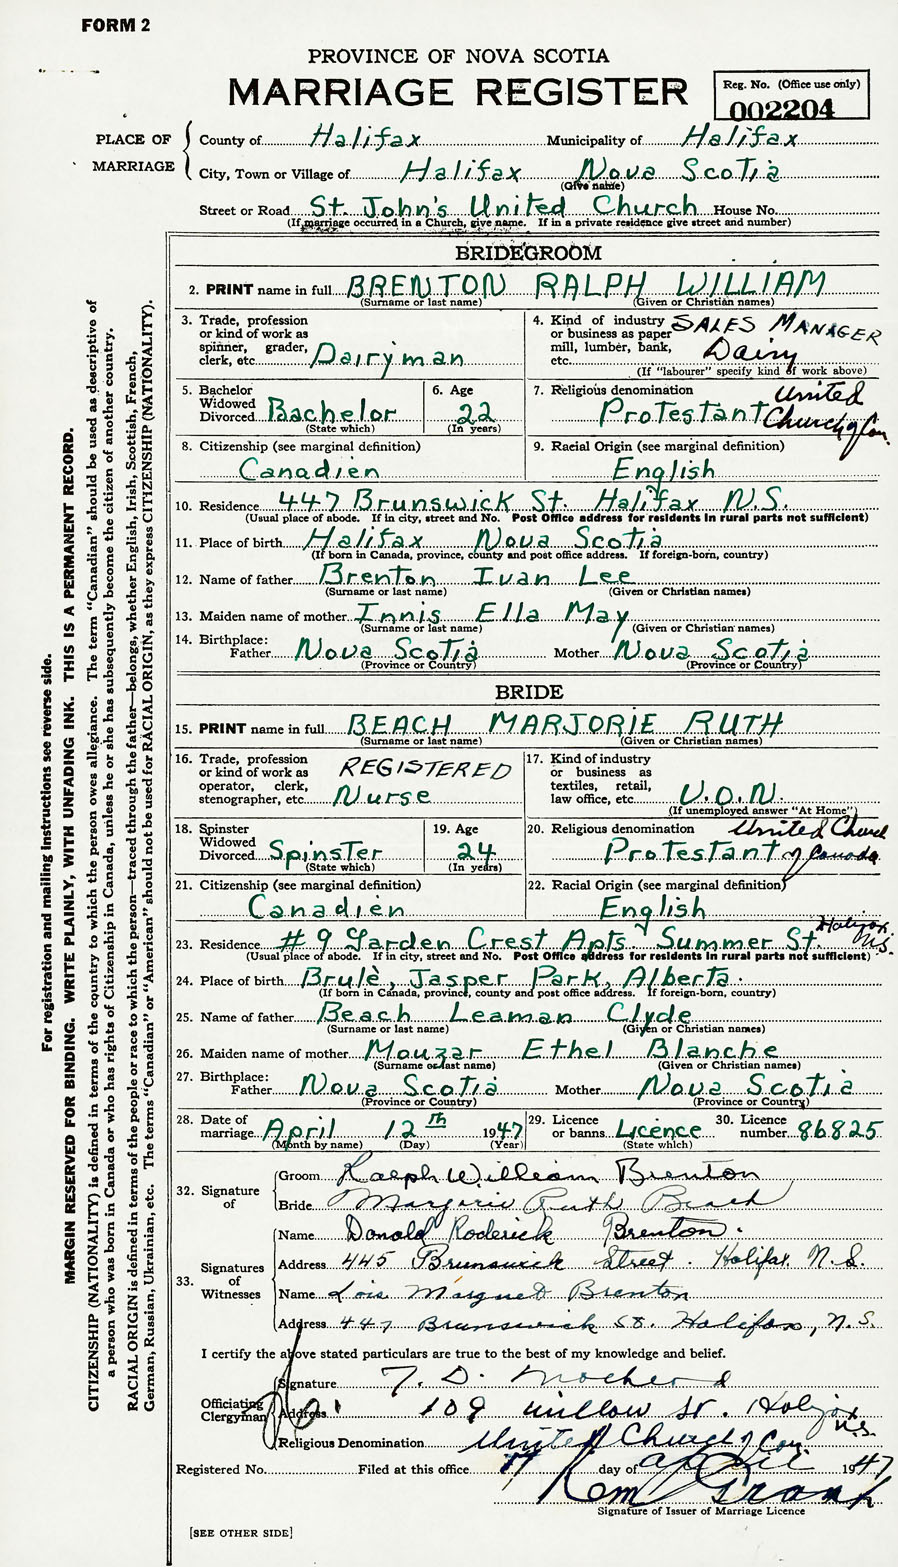 FORM 2
PROVINCE OF NOVA SCOTIA
MARRIAGE REGISTER
Reg. No. (Office use only)
002204
PLACE OF MARRIAGE
County of Halifax Municipality of Halifax
City, Town or Village of Halifax Nova Scotia
(Give name)
Street or Road St. John's United Church House No.
(If marriage occurred in a Church, give name. If in a private residence give street and number)
BRIDEGROOM
2. PRINT name in full BRENTON RALPH WILLIAM
(Surname or last name) (Given or Christian names)
3. Trade, profession
or kind of work as
spinner, grader,
clerk, etc. Dairyman
4. Kind of industry
or business as paper
mill, lumber, bank,
etc. SALES MANAGER
Dairy
(If "labourer" specify kind of work above)
5. Bachelor
Widowed
Divorced Bachelor
(State which)
6. Age
22
(In years)
7. Religious denomination United
Protestant Church of Can.
8. Citizenship (see marginal definition)
Canadien
9. Racial Origin (see marginal definition)
English
10. Residence 447 Brunswick St. Halifax N.S.
(Usual place of abode. If in city, street and No. Post Office address for residents in rural parts not sufficient)
11. Place of birth Halifax Nova Scotia
(If born in Canada, province, county and post office address. If foreign-born, country)
12. Name of father Brenton Ivan Lee
(Surname or last name) (Given or Christian names)
13. Maiden name of mother Innis Ella May
(Surname or last name) (Given or Christian names)
14. Birthplace:
Father Nova Scotia Mother Nova Scotia
(Province or Country) (Province or Country)
BRIDE
15. PRINT name in full BEACH MARJORIE RUTH
(Surname or last name) (Given or Christian names)
16. Trade, profession
or kind of work as
operator, clerk,
stenographer, etc. REGISTERED
Nurse
17. Kind of industry
or business as
textiles, retail,
law office, etc. V.O.N.
(If unemployed answer "At Home")
18. Spinster
Widowed
Divorced Spinster
(State which)
19. Age
24
(In years)
20. Religious denomination United Church
Protestant of Canada
21. Citizenship (see marginal definition)
Canadien
22. Racial Origin (see marginal definition)
English
23. Residence #9 Garden Crest Apts. Summer St. Halifax N.S.
(Usual place of abode. If in city, street and No. Post Office address for residents in rural parts not sufficient)
24. Place of birth Brulè, Jasper Park, Alberta.
(If born in Canada, province, county and post office address. If foreign-born, country)
25. Name of father Beach Leaman Clyde
(Surname or last name) (Given or Christian names)
26. Maiden name of mother Mouzar Ethel Blanche
(Surname or last name) (Given or Christian names)
27. Birthplace:
Father Nova Scotia Mother Nova Scotia
(Province or Country) (Province or Country)
28. Date of
marriage April 12th 1947
(Month by name) (Day) (Year)
29. Licence
or banns Licence
(State which)
30. Licence
number 86825
32. Signature of
Groom Ralph William Brenton
Bride Marjorie Ruth Beach
33. Signatures of Witnesses
Name Donald Roderick Brenton.
Address 445 Brunswick Street. Halifax N.S.
Name Lois Margaret Brenton
Address 447 Brunswick St. Halifax, N.S.
I certify the above stated particulars are true to the best of my knowledge and belief.
Officiating Clergyman
Signature T. D.
Address 109 Willow St. Halifax N.S.
Religious Denomination United Church of Can.
Registered No. Filed at this office day of April 1947
Signature of Issuer of Marriage Licence
[SEE OTHER SIDE]
For registration and mailing instructions see reverse side.
MARGIN RESERVED FOR BINDING. WRITE PLAINLY, WITH UNFADING INK. THIS IS A PERMANENT RECORD.
CITIZENSHIP (NATIONALITY) is defined in terms of the country to which the person owes allegiance. The term "Canadian" should be used as descriptive of
a person who was born in Canada or who has rights of Citizenship in Canada, unless he or she has subsequently become the citizen of another country.
RACIAL ORIGIN is defined in terms of the people or race to which the person—traced through the father—belongs, whether English, Irish, Scottish, French,
German, Russian, Ukrainian, etc. The terms "Canadian" or "American" should not be used for RACIAL ORIGIN, as they express CITIZENSHIP (NATIONALITY).